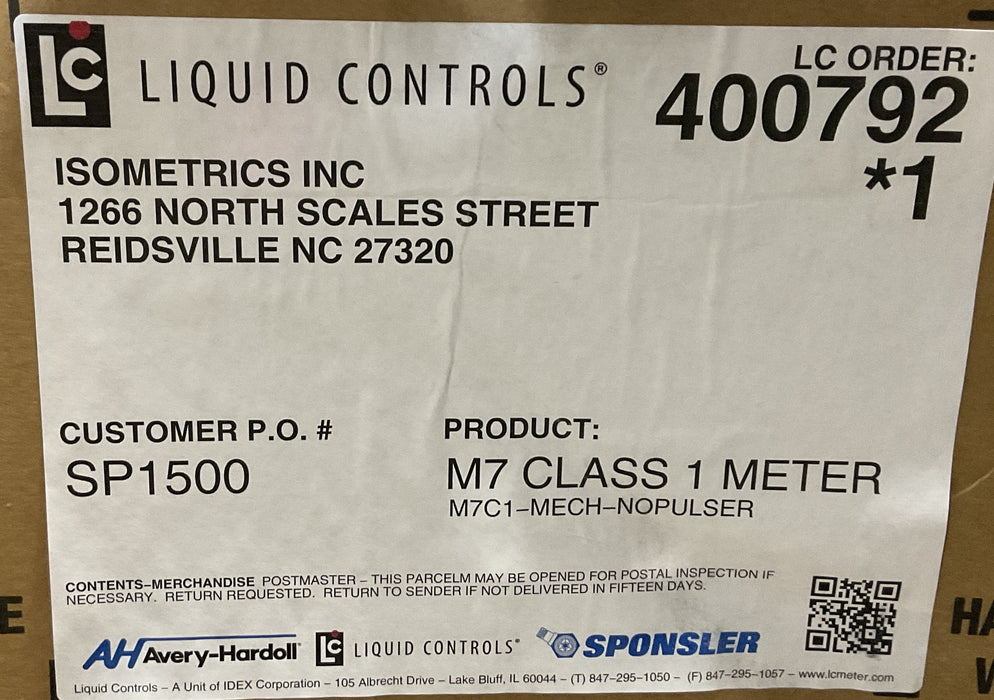 LC LIQUID CONTROLS®
LC ORDER:
400792
*1
ISOMETRICS INC
1266 NORTH SCALES STREET
REIDSVILLE NC 27320
CUSTOMER P.O. #
SP1500
PRODUCT:
M7 CLASS 1 METER
M7C1-MECH-NOPULSER
CONTENTS-MERCHANDISE POSTMASTER - THIS PARCELM MAY BE OPENED FOR POSTAL INSPECTION IF
NECESSARY. RETURN REQUESTED. RETURN TO SENDER IF NOT DELIVERED IN FIFTEEN DAYS.
AH Avery-Hardoll LC LIQUID CONTROLS® SPONSLER
Liquid Controls - A Unit of IDEX Corporation - 105 Albrecht Drive - Lake Bluff, IL 60044 - (T) 847-295-1050 - (F) 847-295-1057 - www.lcmeter.com
E
HA